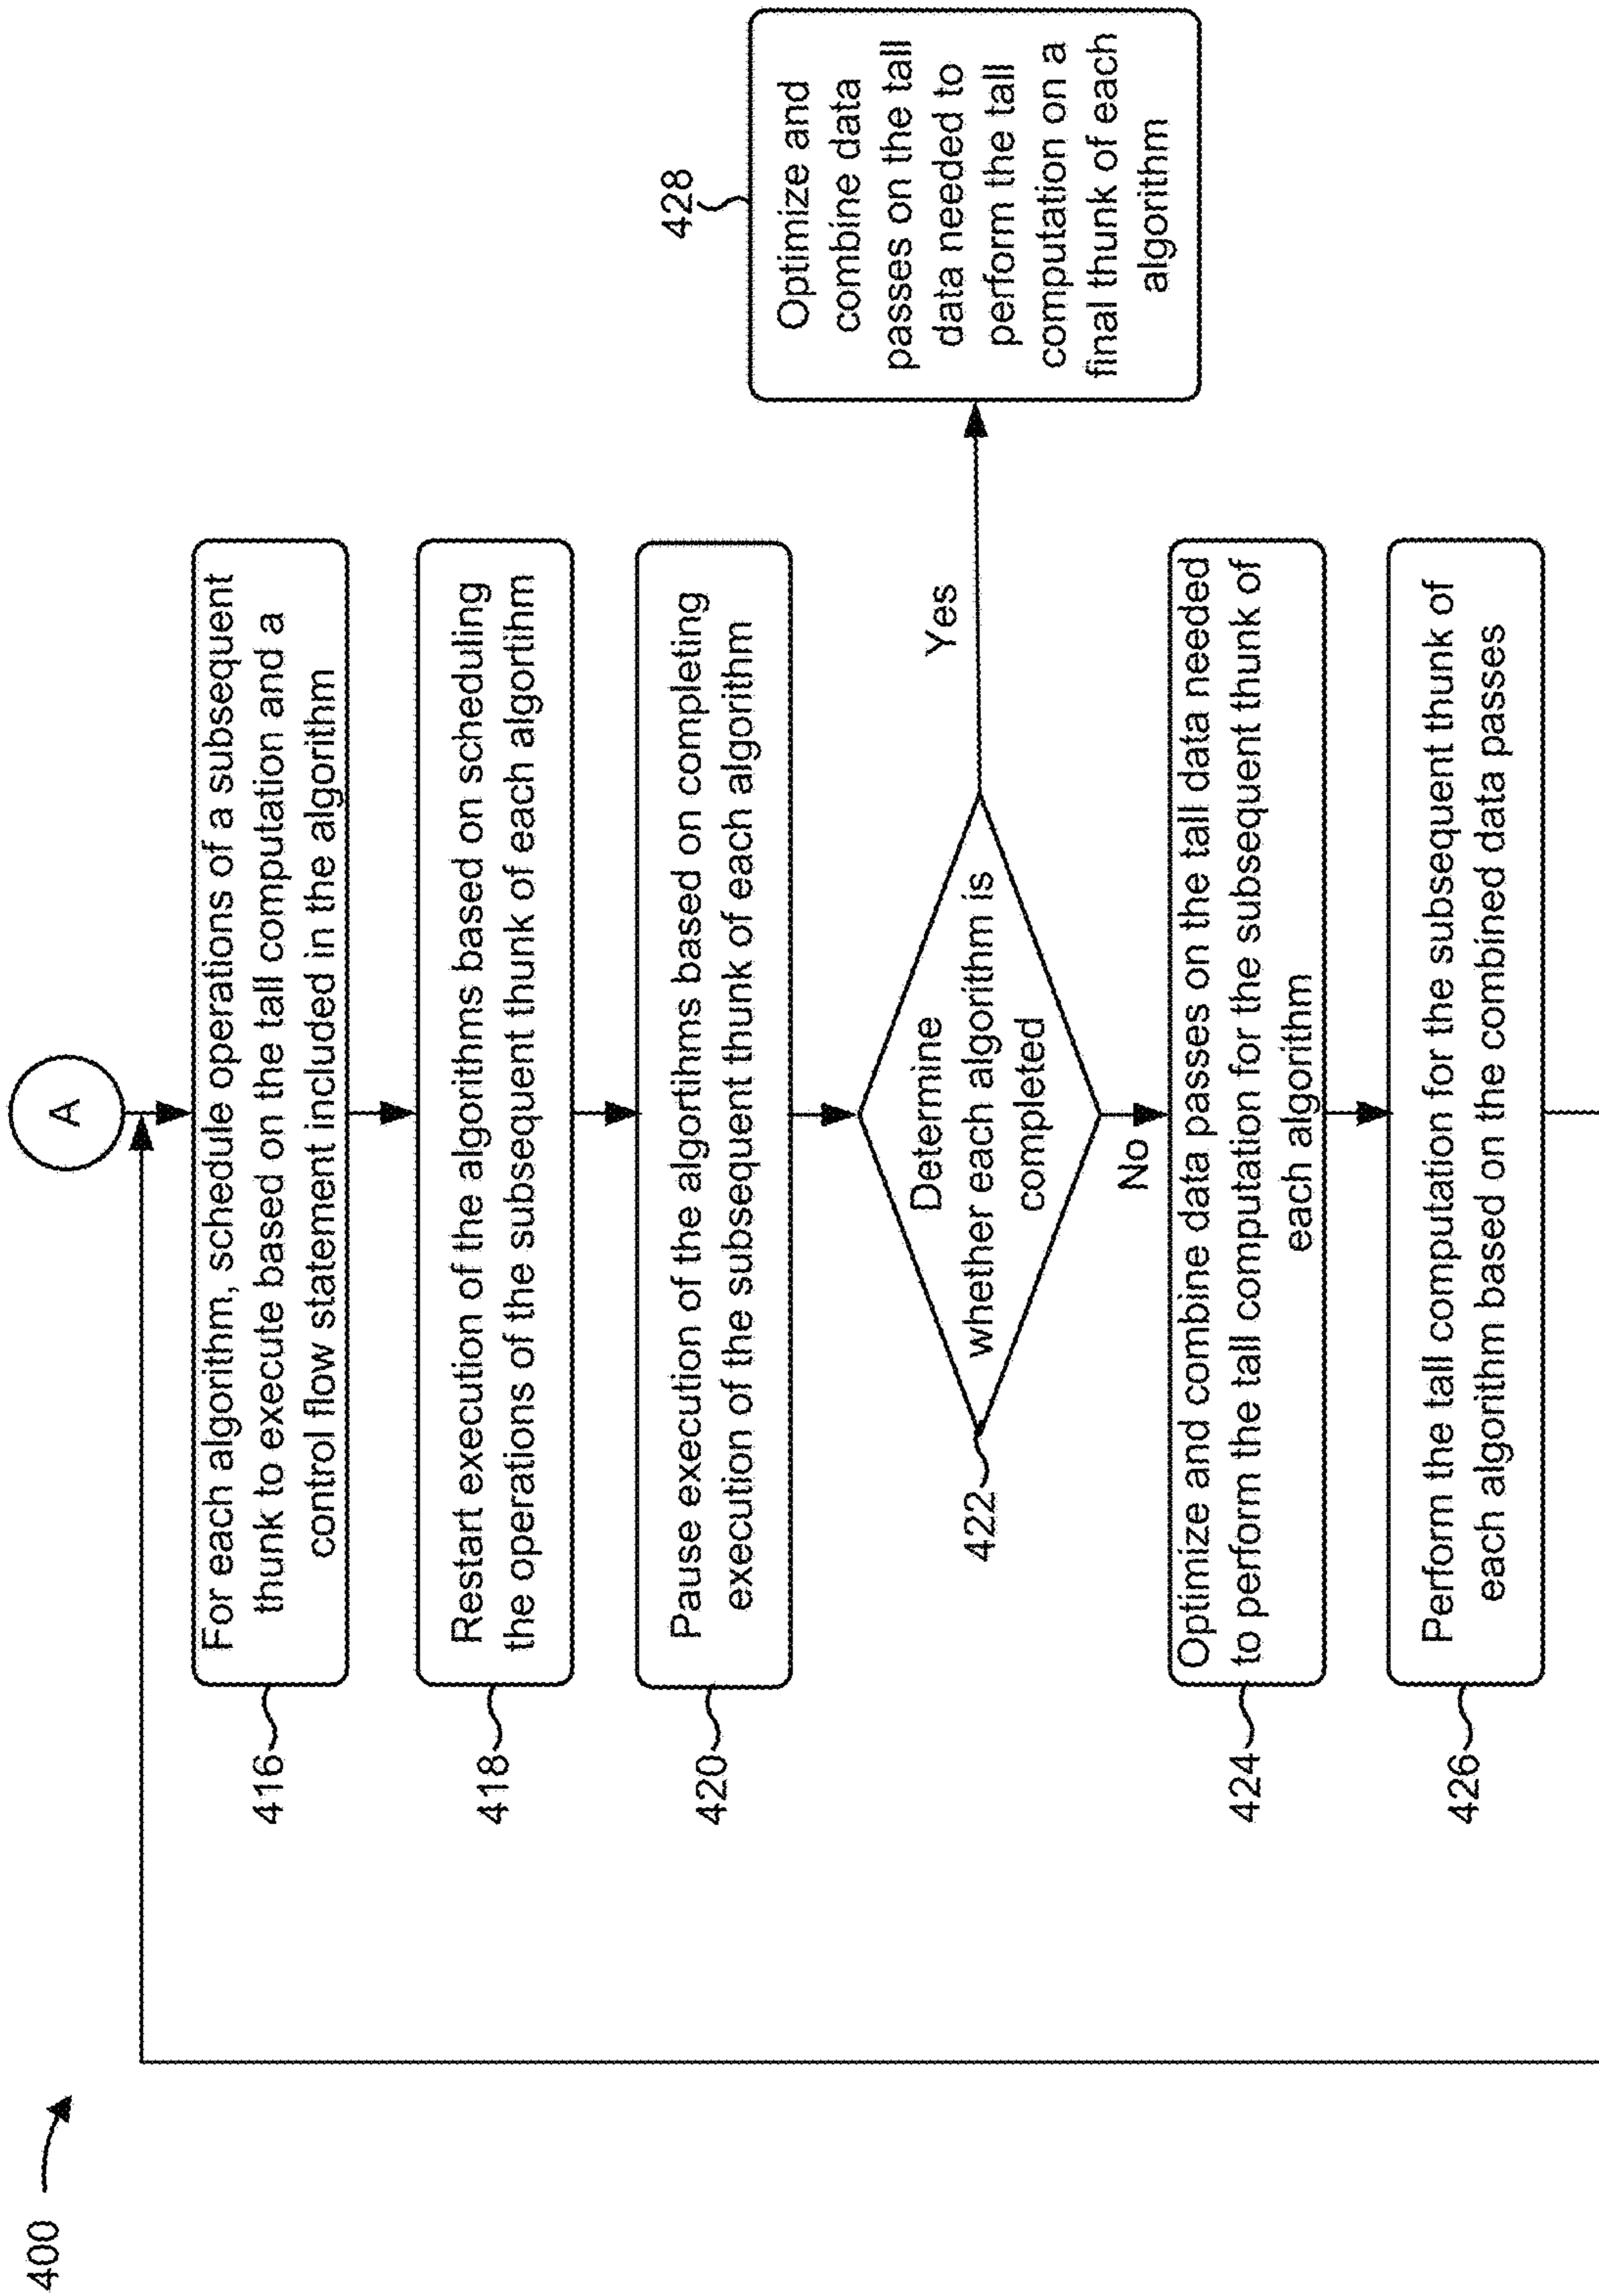 400
A
416
For each algorithm, schedule operations of a subsequent
thunk to execute based on the tall computation and a
control flow statement included in the algorithm
418
Restart execution of the algorithms based on scheduling
the operations of the subsequent thunk of each algortihm
420
Pause execution of the algortihms based on completing
execution of the subsequent thunk of each algorithm
422
Determine
whether each algorithm is
completed
Yes
428
Optimize and
combine data
passes on the tall
data needed to
perform the tall
computation on a
final thunk of each
algorithm
No
424
Optimize and combine data passes on the tall data needed
to perform the tall computation for the subsequent thunk of
each algorithm
426
Perform the tall computation for the subsequent thunk of
each algorithm based on the combined data passes